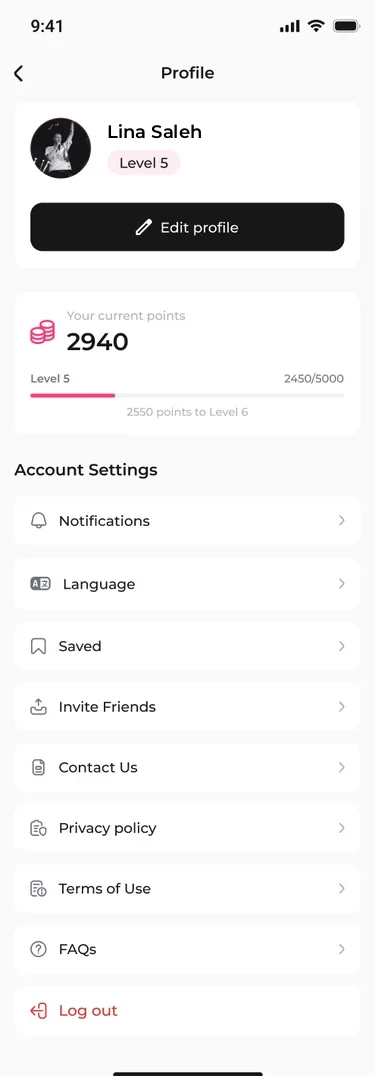 9:41
Profile
Lina Saleh
Level 5
Edit profile
Your current points
2940
Level 5 2450/5000
2550 points to Level 6
Account Settings
Notifications
Language
Saved
Invite Friends
Contact Us
Privacy policy
Terms of Use
FAQs
Log out